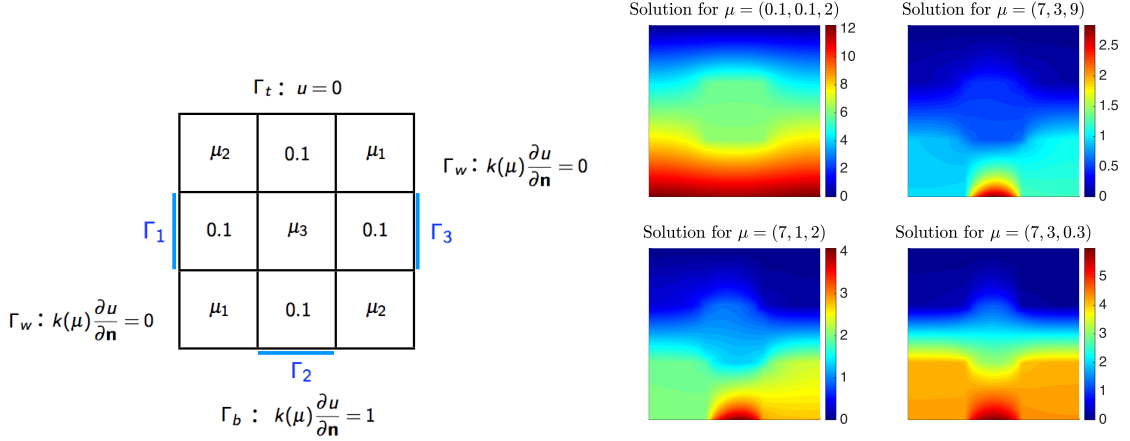 Γt : u = 0
μ2 0.1 μ1
Γw : k(μ) ∂u/∂n = 0
Γ1 0.1 μ3 0.1 Γ3
μ1 0.1 μ2
Γw : k(μ) ∂u/∂n = 0
Γ2
Γb : k(μ) ∂u/∂n = 1
Solution for μ = (0.1, 0.1, 2)
12
10
8
6
4
2
0
Solution for μ = (7, 3, 9)
2.5
2
1.5
1
0.5
0
Solution for μ = (7, 1, 2)
4
3
2
1
0
Solution for μ = (7, 3, 0.3)
5
4
3
2
1
0